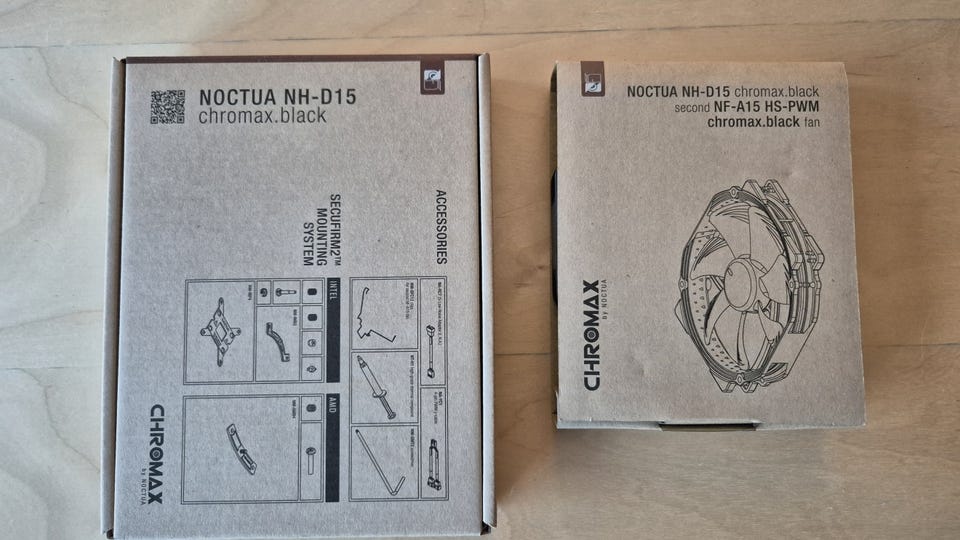 NOCTUA NH-D15
chromax.black
SECUFIRM2™
MOUNTING
SYSTEM
ACCESSORIES
INTEL
AMD
CHROMAX
by NOCTUA
NOCTUA NH-D15 chromax.black
second NF-A15 HS-PWM
chromax.black fan
CHROMAX
by NOCTUA